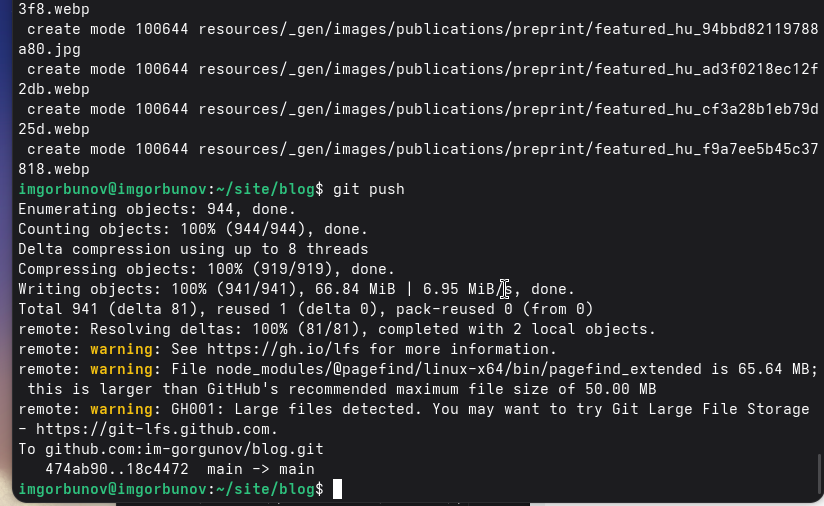 3f8.webp
 create mode 100644 resources/_gen/images/publications/preprint/featured_hu_94bbd82119788
a80.jpg
 create mode 100644 resources/_gen/images/publications/preprint/featured_hu_ad3f0218ec12f
2db.webp
 create mode 100644 resources/_gen/images/publications/preprint/featured_hu_cf3a28b1eb79d
25d.webp
 create mode 100644 resources/_gen/images/publications/preprint/featured_hu_f9a7ee5b45c37
818.webp
imgorbunov@imgorbunov:~/site/blog$ git push
Enumerating objects: 944, done.
Counting objects: 100% (944/944), done.
Delta compression using up to 8 threads
Compressing objects: 100% (919/919), done.
Writing objects: 100% (941/941), 66.84 MiB | 6.95 MiB/s, done.
Total 941 (delta 81), reused 1 (delta 0), pack-reused 0 (from 0)
remote: Resolving deltas: 100% (81/81), completed with 2 local objects.
remote: warning: See https://gh.io/lfs for more information.
remote: warning: File node_modules/@pagefind/linux-x64/bin/pagefind_extended is 65.64 MB;
 this is larger than GitHub's recommended maximum file size of 50.00 MB
remote: warning: GH001: Large files detected. You may want to try Git Large File Storage
- https://git-lfs.github.com.
To github.com:im-gorgunov/blog.git
   474ab90..18c4472  main -> main
imgorbunov@imgorbunov:~/site/blog$